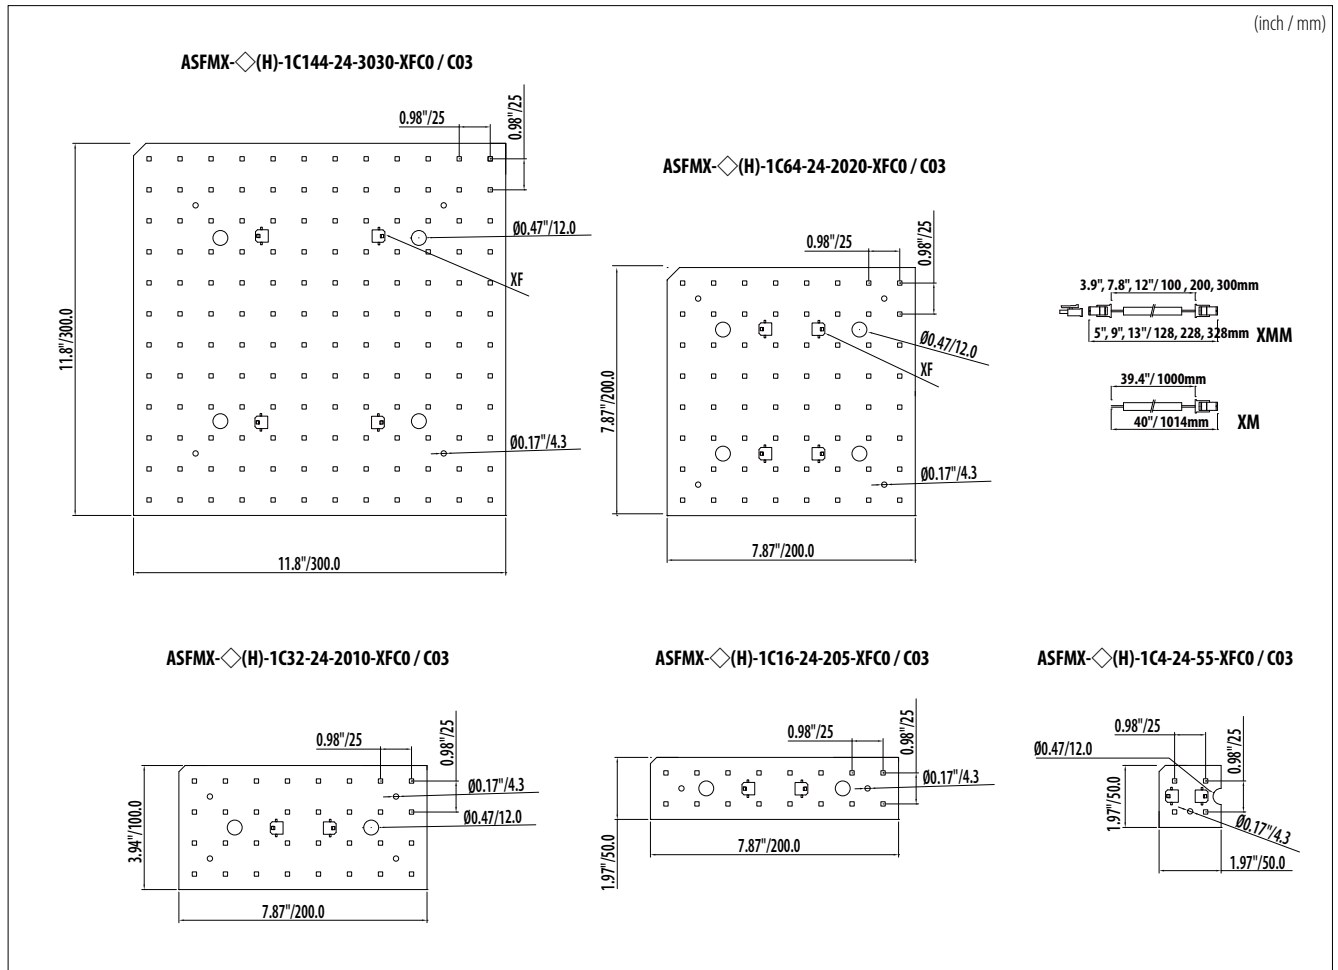 (inch / mm)
ASFMX-◇(H)-1C144-24-3030-XFC0 / C03
0.98"/25
0.98"/25
11.8"/300.0
Ø0.47"/12.0
XF
Ø0.17"/4.3
11.8"/300.0
ASFMX-◇(H)-1C64-24-2020-XFC0 / C03
0.98"/25
0.98"/25
7.87"/200.0
Ø0.47/12.0
XF
Ø0.17"/4.3
7.87"/200.0
3.9", 7.8", 12"/ 100 , 200, 300mm
5", 9", 13"/ 128, 228, 328mm XMM
39.4"/ 1000mm
40"/ 1014mm XM
ASFMX-◇(H)-1C32-24-2010-XFC0 / C03
0.98"/25
0.98"/25
3.94"/100.0
Ø0.17"/4.3
Ø0.47/12.0
7.87"/200.0
ASFMX-◇(H)-1C16-24-205-XFC0 / C03
0.98"/25
0.98"/25
Ø0.17"/4.3
1.97"/50.0
7.87"/200.0
ASFMX-◇(H)-1C4-24-55-XFC0 / C03
0.98"/25
Ø0.47/12.0
0.98"/25
1.97"/50.0
Ø0.17"/4.3
1.97"/50.0